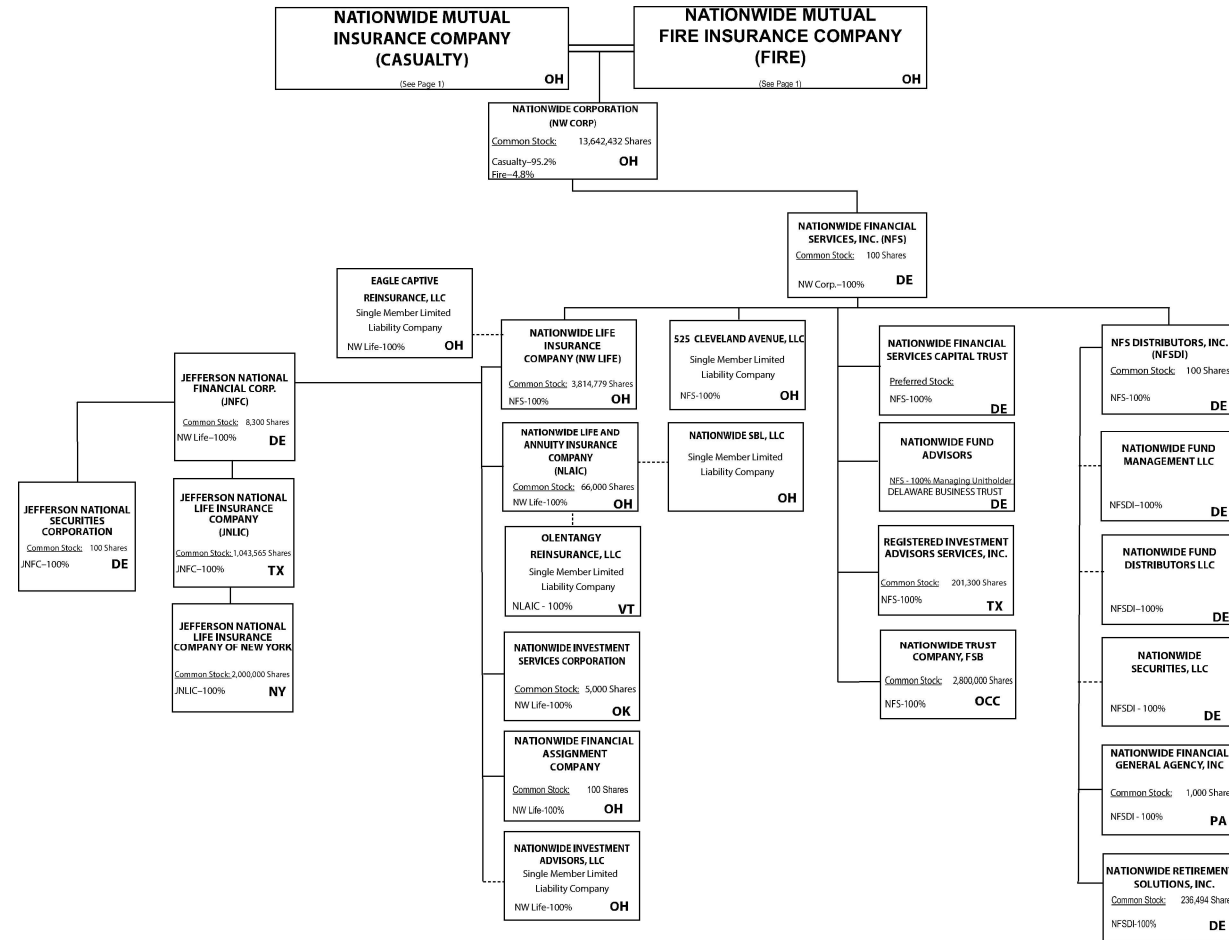 NATIONWIDE MUTUAL
INSURANCE COMPANY
(CASUALTY)
(See Page 1)
OH
NATIONWIDE MUTUAL
FIRE INSURANCE COMPANY
(FIRE)
(See Page 1)
OH
NATIONWIDE CORPORATION
(NW CORP)
Common Stock: 13,642,432 Shares
Casualty–95.2% OH
Fire–4.8%
NATIONWIDE FINANCIAL
SERVICES, INC. (NFS)
Common Stock: 100 Shares
NW Corp.–100% DE
EAGLE CAPTIVE
REINSURANCE, LLC
Single Member Limited
Liability Company
NW Life-100% OH
NATIONWIDE LIFE
INSURANCE
COMPANY (NW LIFE)
Common Stock: 3,814,779 Shares
NFS-100% OH
525 CLEVELAND AVENUE, LLC
Single Member Limited
Liability Company
NFS-100% OH
NATIONWIDE FINANCIAL
SERVICES CAPITAL TRUST
Preferred Stock:
NFS-100%
DE
NFS DISTRIBUTORS, INC.
(NFSDI)
Common Stock: 100 Shares
NFS-100%
DE
JEFFERSON NATIONAL
FINANCIAL CORP.
(JNFC)
Common Stock: 8,300 Shares
NW Life–100% DE
NATIONWIDE LIFE AND
ANNUITY INSURANCE
COMPANY
(NLAIC)
Common Stock: 66,000 Shares
NW Life-100% OH
NATIONWIDE SBL, LLC
Single Member Limited
Liability Company
OH
NATIONWIDE FUND
ADVISORS
NFS - 100% Managing Unitholder
DELAWARE BUSINESS TRUST
DE
NATIONWIDE FUND
MANAGEMENT LLC
NFSDI–100%
DE
JEFFERSON NATIONAL
SECURITIES
CORPORATION
Common Stock: 100 Shares
JNFC–100% DE
JEFFERSON NATIONAL
LIFE INSURANCE
COMPANY
(JNLIC)
Common Stock: 1,043,565 Shares
JNFC–100% TX
OLENTANGY
REINSURANCE, LLC
Single Member Limited
Liability Company
NLAIC - 100% VT
REGISTERED INVESTMENT
ADVISORS SERVICES, INC.
Common Stock: 201,300 Shares
NFS-100%
TX
NATIONWIDE FUND
DISTRIBUTORS LLC
NFSDI–100%
DE
JEFFERSON NATIONAL
LIFE INSURANCE
COMPANY OF NEW YORK
Common Stock: 2,000,000 Shares
JNLIC–100% NY
NATIONWIDE INVESTMENT
SERVICES CORPORATION
Common Stock: 5,000 Shares
NW Life-100%
OK
NATIONWIDE TRUST
COMPANY, FSB
Common Stock: 2,800,000 Shares
NFS-100% OCC
NATIONWIDE
SECURITIES, LLC
NFSDI - 100%
DE
NATIONWIDE FINANCIAL
ASSIGNMENT
COMPANY
Common Stock: 100 Shares
NW Life-100% OH
NATIONWIDE FINANCIAL
GENERAL AGENCY, INC
Common Stock: 1,000 Share
NFSDI - 100%
PA
NATIONWIDE INVESTMENT
ADVISORS, LLC
Single Member Limited
Liability Company
NW Life-100% OH
NATIONWIDE RETIREMENT
SOLUTIONS, INC.
Common Stock: 236,494 Share
NFSDI-100% DE